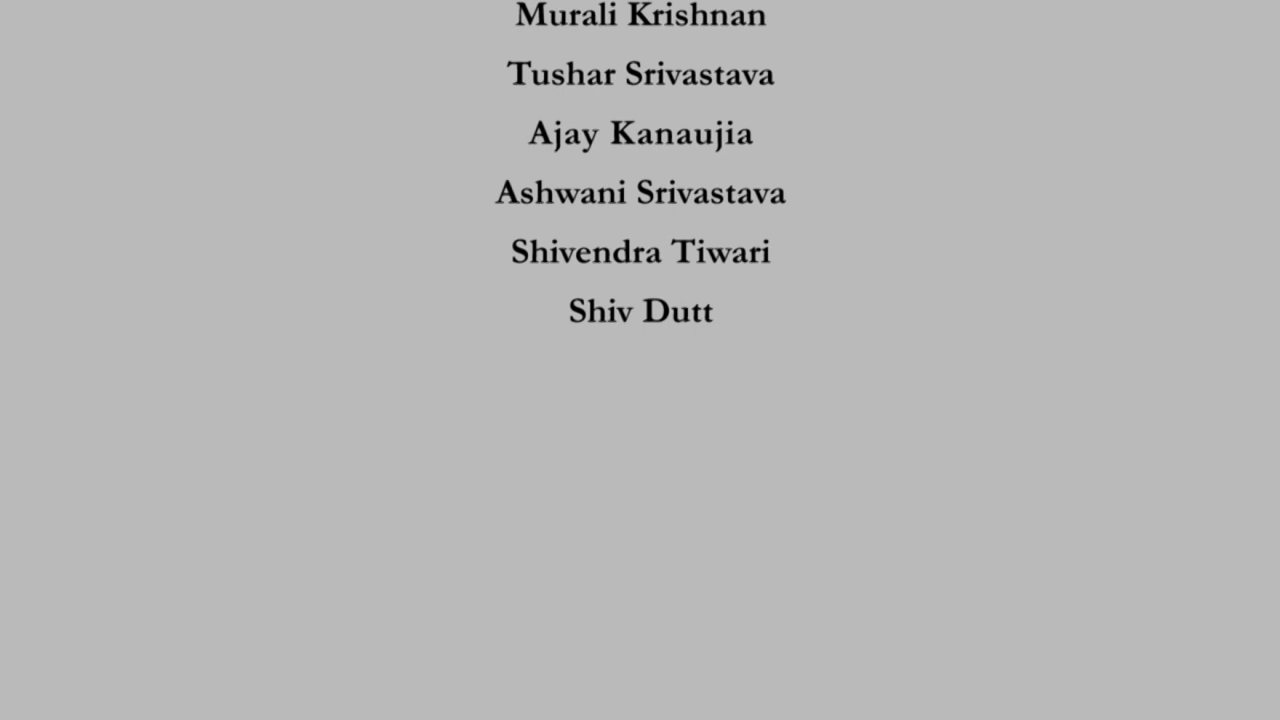 Murali Krishnan
Tushar Srivastava
Ajay Kanaujia
Ashwani Srivastava
Shivendra Tiwari
Shiv Dutt